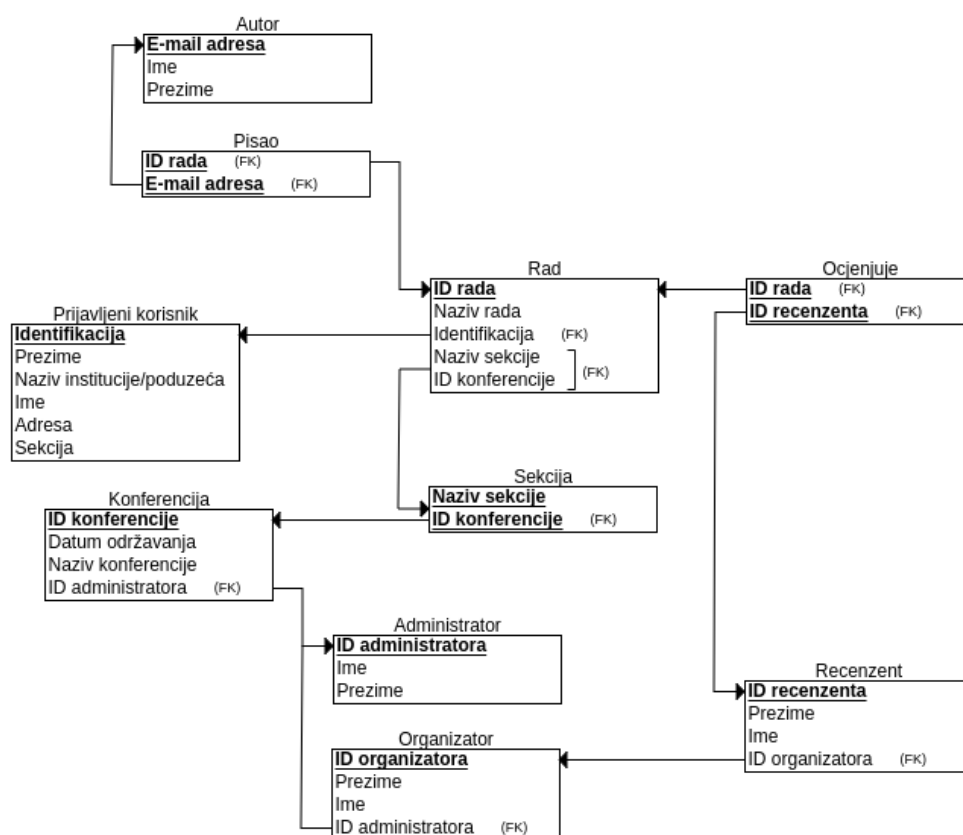 Autor
E-mail adresa
Ime
Prezime
Pisao
ID rada (FK)
E-mail adresa (FK)
Rad
ID rada
Naziv rada
Identifikacija (FK)
Naziv sekcije
ID konferencije (FK)
Ocjenjuje
ID rada (FK)
ID recenzenta (FK)
Prijavljeni korisnik
Identifikacija
Prezime
Naziv institucije/poduzeća
Ime
Adresa
Sekcija
Sekcija
Naziv sekcije
ID konferencije (FK)
Konferencija
ID konferencije
Datum održavanja
Naziv konferencije
ID administratora (FK)
Administrator
ID administratora
Ime
Prezime
Recenzent
ID recenzenta
Prezime
Ime
ID organizatora (FK)
Organizator
ID organizatora
Prezime
Ime
ID administratora (FK)